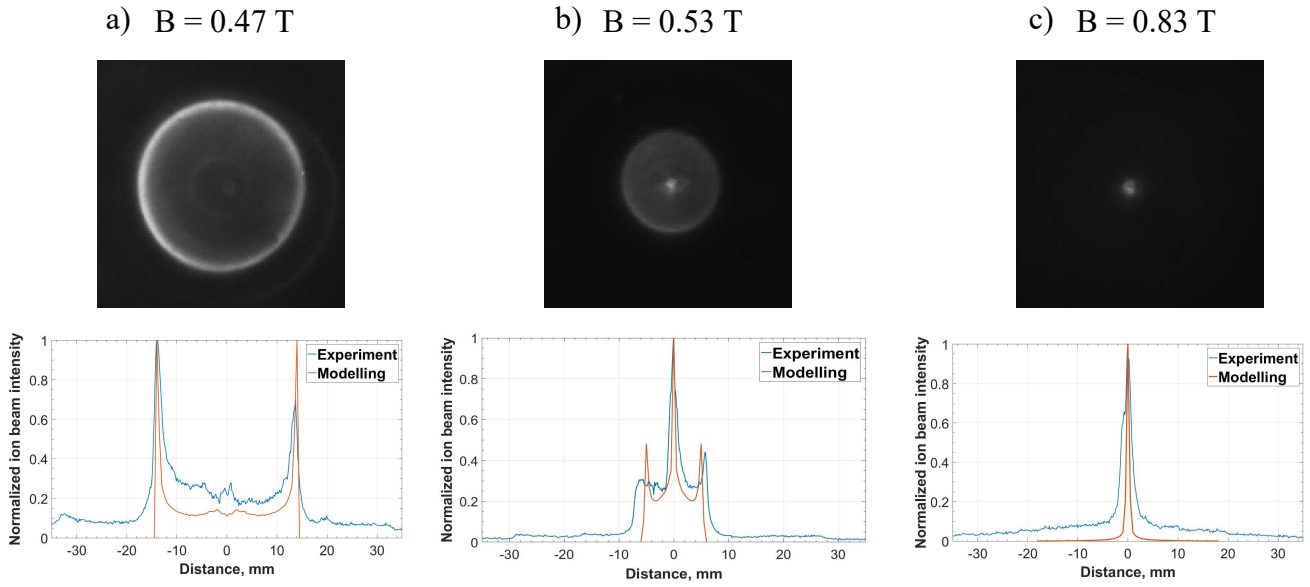 a) B = 0.47 T
b) B = 0.53 T
c) B = 0.83 T
Normalized ion beam intensity
1
0.8
0.6
0.4
0.2
0
-30 -20 -10 0 10 20 30
Distance, mm
Experiment
Modelling
Normalized ion beam intensity
1
0.8
0.6
0.4
0.2
0
-30 -20 -10 0 10 20 30
Distance, mm
Experiment
Modelling
Normalized ion beam intensity
1
0.8
0.6
0.4
0.2
0
-30 -20 -10 0 10 20 30
Distance, mm
Experiment
Modelling